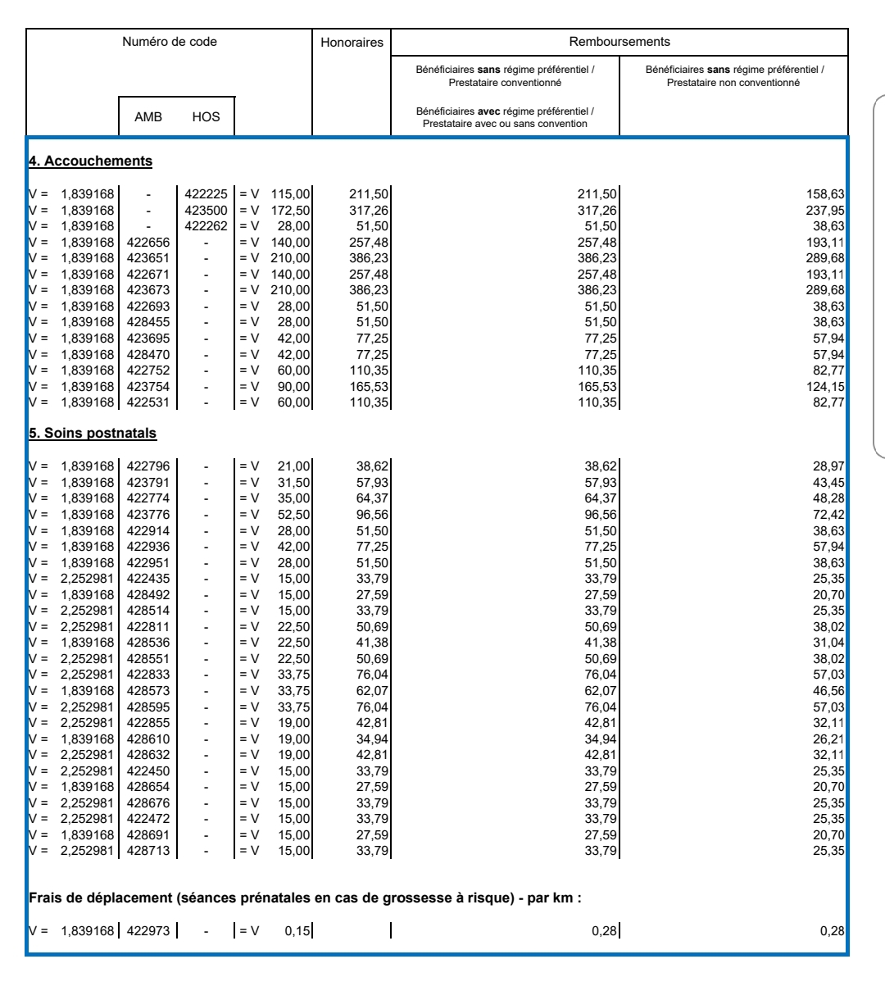 Numéro de code Honoraires Remboursements
Bénéficiaires sans régime préférentiel / Bénéficiaires sans régime préférentiel /
Prestataire conventionné Prestataire non conventionné
AMB HOS Bénéficiaires avec régime préférentiel /
Prestataire avec ou sans convention
4. Accouchements
V = 1,839168 - 422225 = V 115,00 211,50 211,50 158,63
V = 1,839168 - 423500 = V 172,50 317,26 317,26 237,95
V = 1,839168 - 422262 = V 28,00 51,50 51,50 38,63
V = 1,839168 422656 - = V 140,00 257,48 257,48 193,11
V = 1,839168 423651 - = V 210,00 386,23 386,23 289,68
V = 1,839168 422671 - = V 140,00 257,48 257,48 193,11
V = 1,839168 423673 - = V 210,00 386,23 386,23 289,68
V = 1,839168 422693 - = V 28,00 51,50 51,50 38,63
V = 1,839168 428455 - = V 28,00 51,50 51,50 38,63
V = 1,839168 423695 - = V 42,00 77,25 77,25 57,94
V = 1,839168 428470 - = V 42,00 77,25 77,25 57,94
V = 1,839168 422752 - = V 60,00 110,35 110,35 82,77
V = 1,839168 423754 - = V 90,00 165,53 165,53 124,15
V = 1,839168 422531 - = V 60,00 110,35 110,35 82,77
5. Soins postnatals
V = 1,839168 422796 - = V 21,00 38,62 38,62 28,97
V = 1,839168 423791 - = V 31,50 57,93 57,93 43,45
V = 1,839168 422774 - = V 35,00 64,37 64,37 48,28
V = 1,839168 423776 - = V 52,50 96,56 96,56 72,42
V = 1,839168 422914 - = V 28,00 51,50 51,50 38,63
V = 1,839168 422936 - = V 42,00 77,25 77,25 57,94
V = 1,839168 422951 - = V 28,00 51,50 51,50 38,63
V = 2,252981 422435 - = V 15,00 33,79 33,79 25,35
V = 1,839168 428492 - = V 15,00 27,59 27,59 20,70
V = 2,252981 428514 - = V 15,00 33,79 33,79 25,35
V = 2,252981 422811 - = V 22,50 50,69 50,69 38,02
V = 1,839168 428536 - = V 22,50 41,38 41,38 31,04
V = 2,252981 428551 - = V 22,50 50,69 50,69 38,02
V = 2,252981 422833 - = V 33,75 76,04 76,04 57,03
V = 1,839168 428573 - = V 33,75 62,07 62,07 46,56
V = 2,252981 428595 - = V 33,75 76,04 76,04 57,03
V = 2,252981 422855 - = V 19,00 42,81 42,81 32,11
V = 1,839168 428610 - = V 19,00 34,94 34,94 26,21
V = 2,252981 428632 - = V 19,00 42,81 42,81 32,11
V = 2,252981 422450 - = V 15,00 33,79 33,79 25,35
V = 1,839168 428654 - = V 15,00 27,59 27,59 20,70
V = 2,252981 428676 - = V 15,00 33,79 33,79 25,35
V = 2,252981 422472 - = V 15,00 33,79 33,79 25,35
V = 1,839168 428691 - = V 15,00 27,59 27,59 20,70
V = 2,252981 428713 - = V 15,00 33,79 33,79 25,35
Frais de déplacement (séances prénatales en cas de grossesse à risque) - par km :
V = 1,839168 422973 - = V 0,15 0,28 0,28